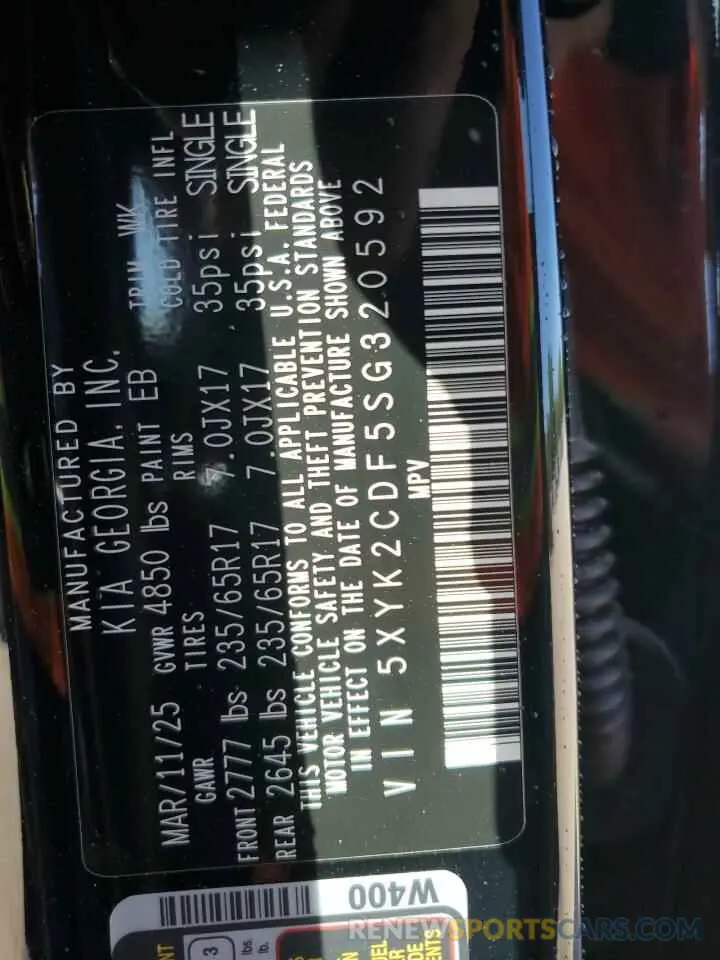 MANUFACTURED BY
KIA GEORGIA, INC.
MAR/11/25 GVWR 4850 lbs PAINT EB TRIM WK
GAWR TIRES RIMS COLD TIRE INFL
FRONT 2777 lbs 235/65R17 7.0JX17 35psi SINGLE
REAR 2645 lbs 235/65R17 7.0JX17 35psi SINGLE
THIS VEHICLE CONFORMS TO ALL APPLICABLE U.S.A. FEDERAL
MOTOR VEHICLE SAFETY AND THEFT PREVENTION STANDARDS
IN EFFECT ON THE DATE OF MANUFACTURE SHOWN ABOVE
VIN 5XYK2CDF5SG320592
MPV
W400
3
lbs
lb.
RENEWSPORTSCARS.COM